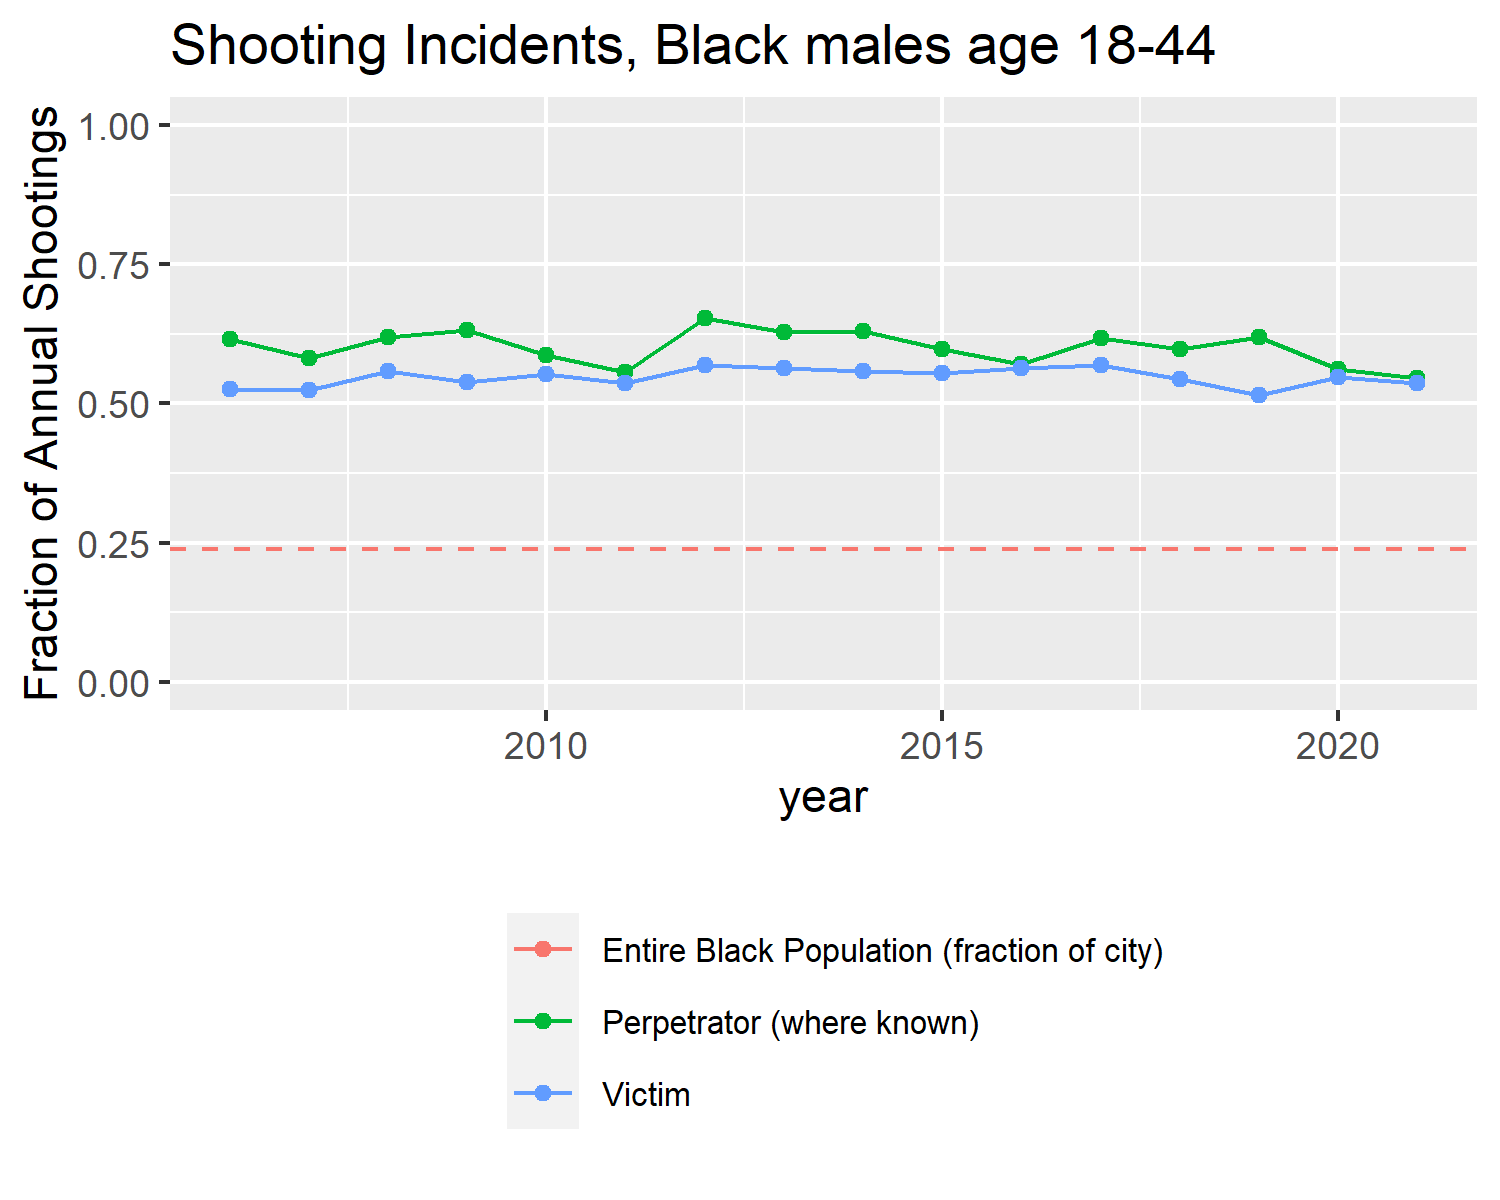 Shooting Incidents, Black males age 18-44
Fraction of Annual Shootings
1.00
0.75
0.50
0.25
0.00
2010 2015 2020
year
Entire Black Population (fraction of city)
Perpetrator (where known)
Victim